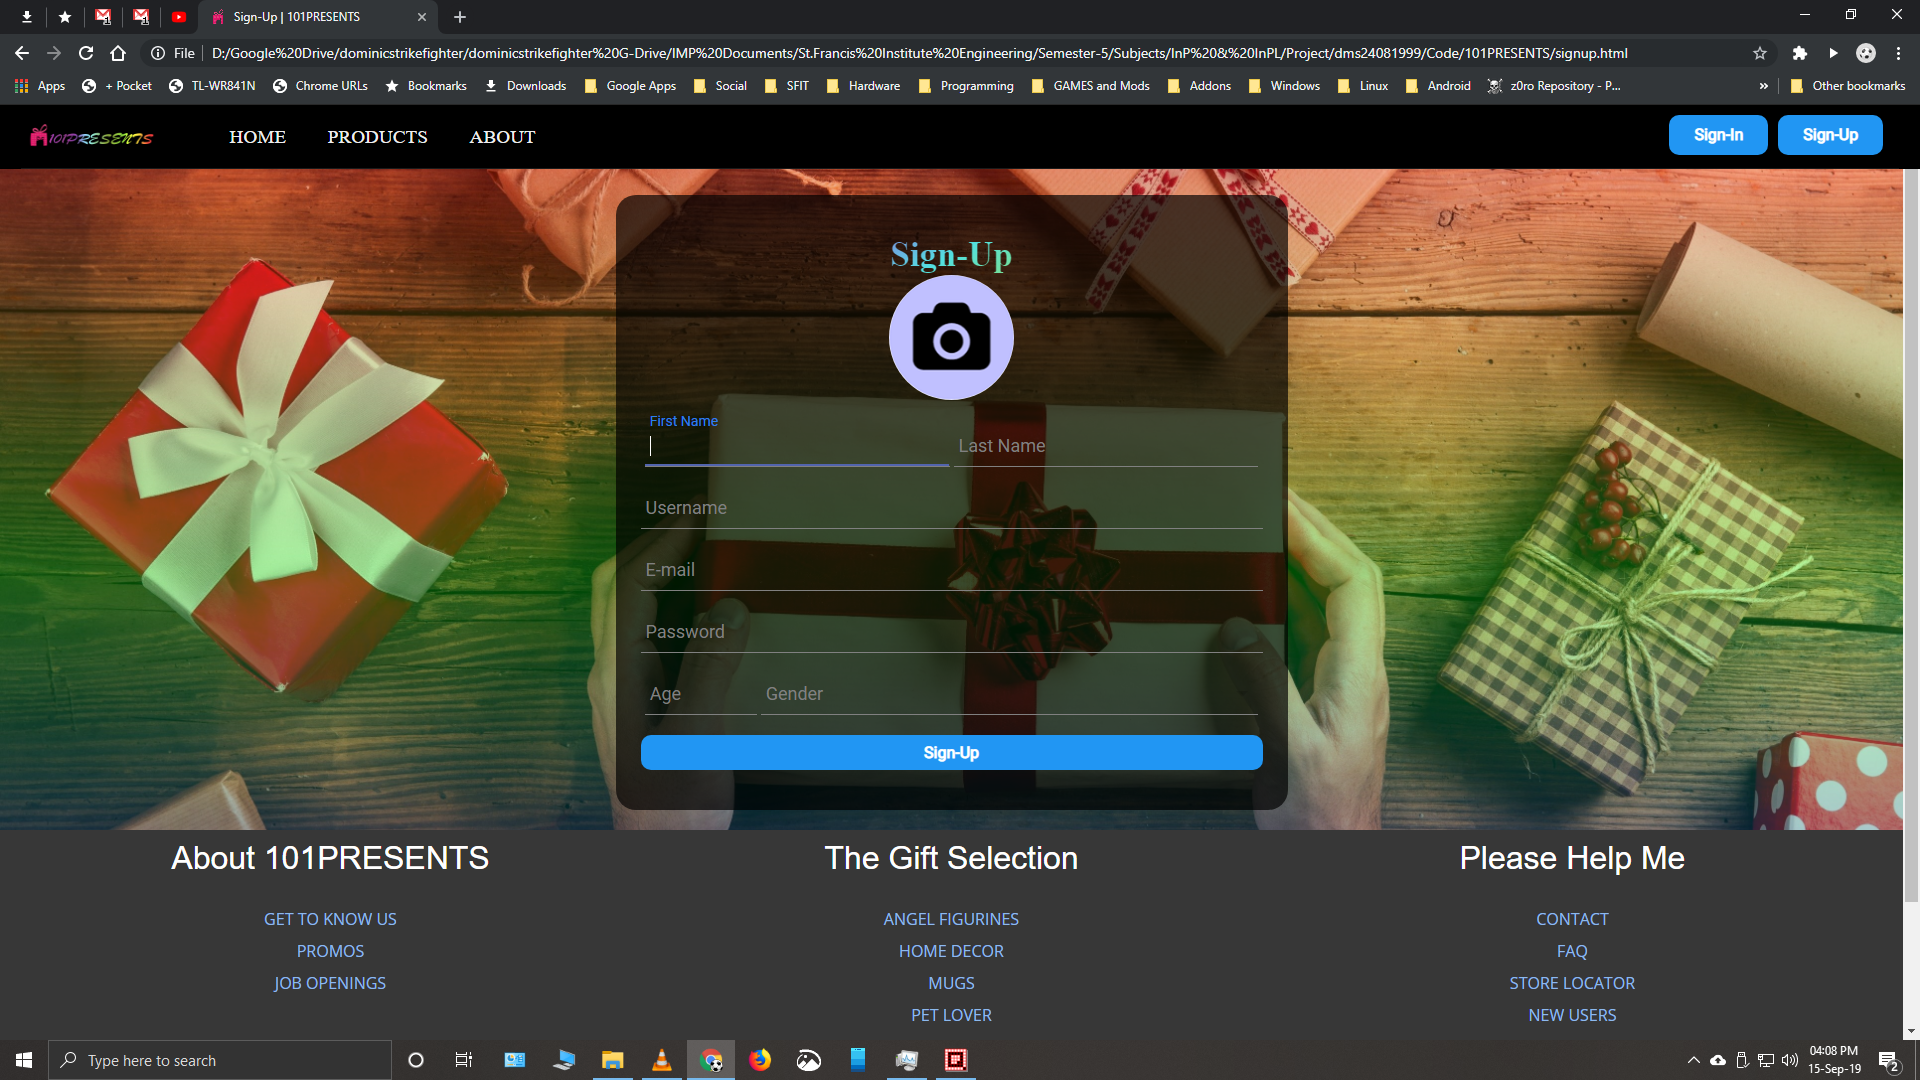 Sign-Up | 101PRESENTS
File D:/Google%20Drive/dominicstrikefighter/dominicstrikefighter%20G-Drive/IMP%20Documents/St.Francis%20Institute%20Engineering/Semester-5/Subjects/InP%20&%20InPL/Project/dms24081999/Code/101PRESENTS/signup.html
Apps + Pocket TL-WR841N Chrome URLs Bookmarks Downloads Google Apps Social SFIT Hardware Programming GAMES and Mods Addons Windows Linux Android z0ro Repository - P... » Other bookmarks
101PRESENTS HOME PRODUCTS ABOUT Sign-In Sign-Up
Sign-Up
First Name
Last Name
Username
E-mail
Password
Age Gender
Sign-Up
About 101PRESENTS The Gift Selection Please Help Me
GET TO KNOW US ANGEL FIGURINES CONTACT
PROMOS HOME DECOR FAQ
JOB OPENINGS MUGS STORE LOCATOR
PET LOVER NEW USERS
Type here to search
04:08 PM
15-Sep-19
2